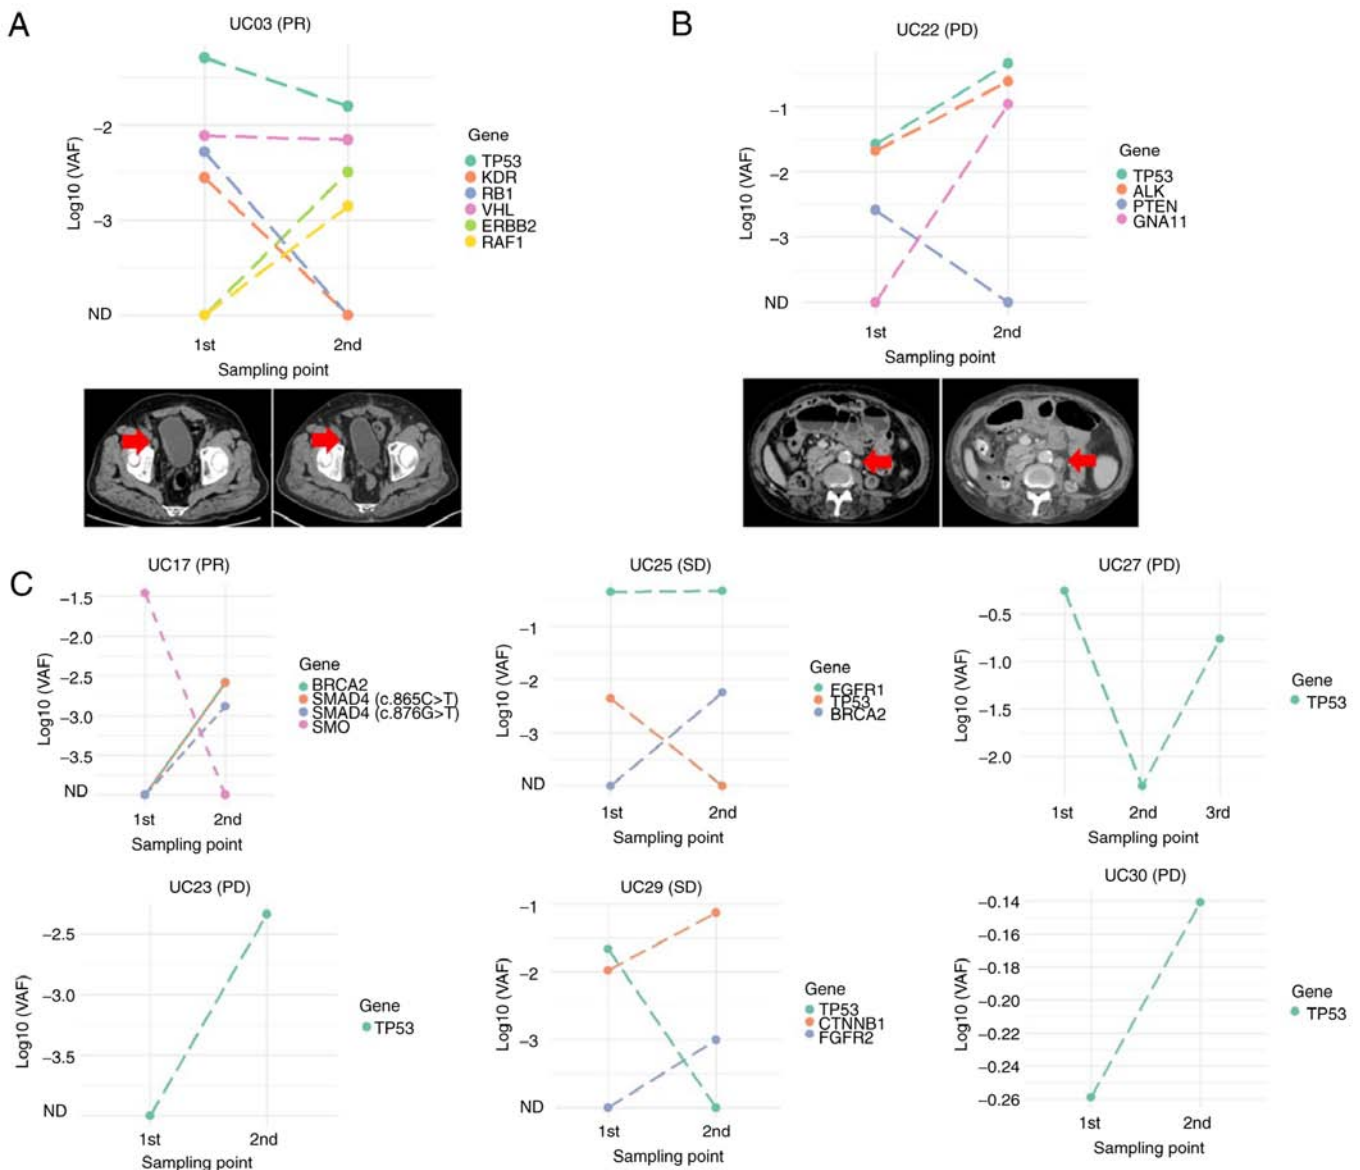 A
UC03 (PR)
Log10 (VAF)
−2
−3
ND
1st
2nd
Sampling point
Gene
TP53
KDR
RB1
VHL
ERBB2
RAF1
B
UC22 (PD)
Log10 (VAF)
−1
−2
−3
ND
1st
2nd
Sampling point
Gene
TP53
ALK
PTEN
GNA11
C
UC17 (PR)
Log10 (VAF)
−1.5
−2.0
−2.5
−3.0
−3.5
ND
1st
2nd
Sampling point
Gene
BRCA2
SMAD4 (c.865C>T)
SMAD4 (c.876G>T)
SMO
UC25 (SD)
Log10 (VAF)
−1
−2
−3
ND
1st
2nd
Sampling point
Gene
EGFR1
TP53
BRCA2
UC27 (PD)
Log10 (VAF)
−0.5
−1.0
−1.5
−2.0
1st
2nd
3rd
Sampling point
Gene
TP53
UC23 (PD)
Log10 (VAF)
−2.5
−3.0
−3.5
ND
1st
2nd
Sampling point
Gene
TP53
UC29 (SD)
Log10 (VAF)
−1
−2
−3
ND
1st
2nd
Sampling point
Gene
TP53
CTNNB1
FGFR2
UC30 (PD)
Log10 (VAF)
−0.14
−0.16
−0.18
−0.20
−0.22
−0.24
−0.26
1st
2nd
Sampling point
Gene
TP53